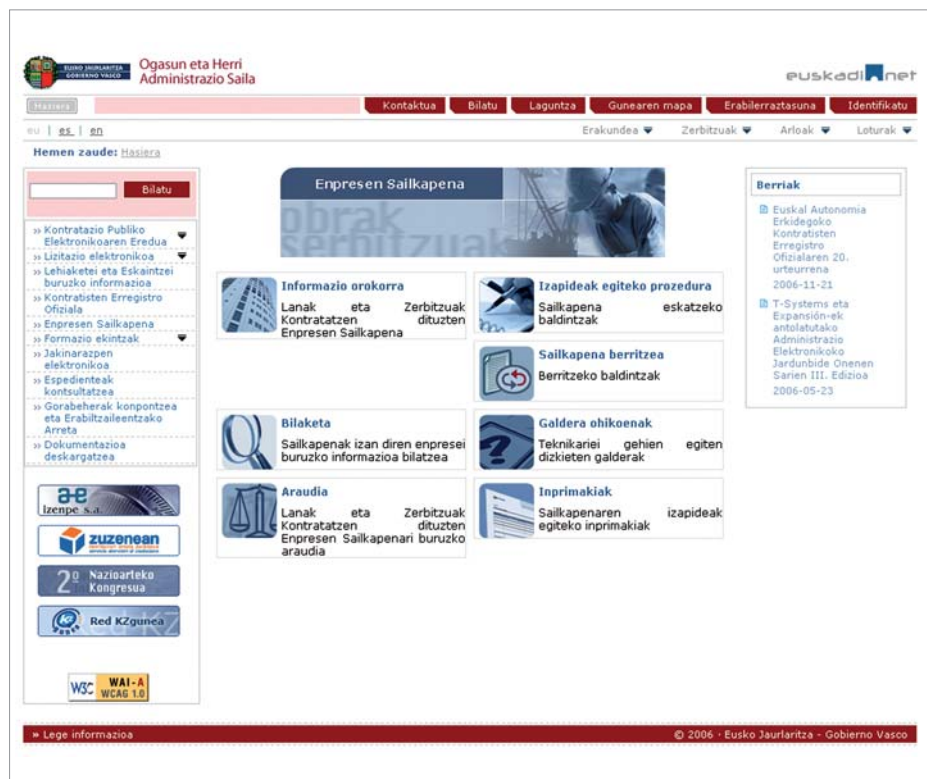 EUSKO JAURLARITZA
GOBIERNO VASCO
Ogasun eta Herri
Administrazio Saila
euskadi net
Hasiera
Kontaktua
Bilatu
Laguntza
Gunearen mapa
Erabilerraztasuna
Identifikatu
eu | es | en
Erakundea
Zerbitzuak
Arloak
Loturak
Hemen zaude: Hasiera
Bilatu
» Kontratazio Publiko
Elektronikoaren Eredua
» Lizitazio elektronikoa
» Lehiaketei eta Eskaintzei
buruzko informazioa
» Kontratisten Erregistro
Ofiziala
» Enpresen Sailkapena
» Formazio ekintzak
» Jakinarazpen
elektronikoa
» Espedienteak
kontsultatzea
» Gorabeherak konpontzea
eta Erabiltzaileentzako
Arreta
» Dokumentazioa
deskargatzea
Izenpe s.a.
zuzenean
2º Nazioarteko
Kongresua
Red KZgunea
W3C WAI-A
WCAG 1.0
Enpresen Sailkapena
obrak
serbitzuak
Informazio orokorra
Lanak eta Zerbitzuak
Kontratatzen dituzten
Enpresen Sailkapena
Izapideak egiteko prozedura
Sailkapena eskatzeko
baldintzak
Sailkapena berritzea
Berritzeko baldintzak
Bilaketa
Sailkapenak izan diren enpresei
buruzko informazioa bilatzea
Galdera ohikoenak
Teknikariei gehien egiten
dizkieten galderak
Araudia
Lanak eta Zerbitzuak
Kontratatzen dituzten
Enpresen Sailkapenari buruzko
araudia
Inprimakiak
Sailkapenaren izapideak
egiteko inprimakiak
Berriak
Euskal Autonomia
Erkidegoko
Kontratisten
Erregistro
Ofizialaren 20.
urteurrena
2006-11-21
T-Systems eta
Expansión-ek
antolatutako
Administrazio
Elektronikoko
Jardunbide Onenen
Sarien III. Edizioa
2006-05-23
» Lege informazioa
© 2006 · Eusko Jaurlaritza - Gobierno Vasco